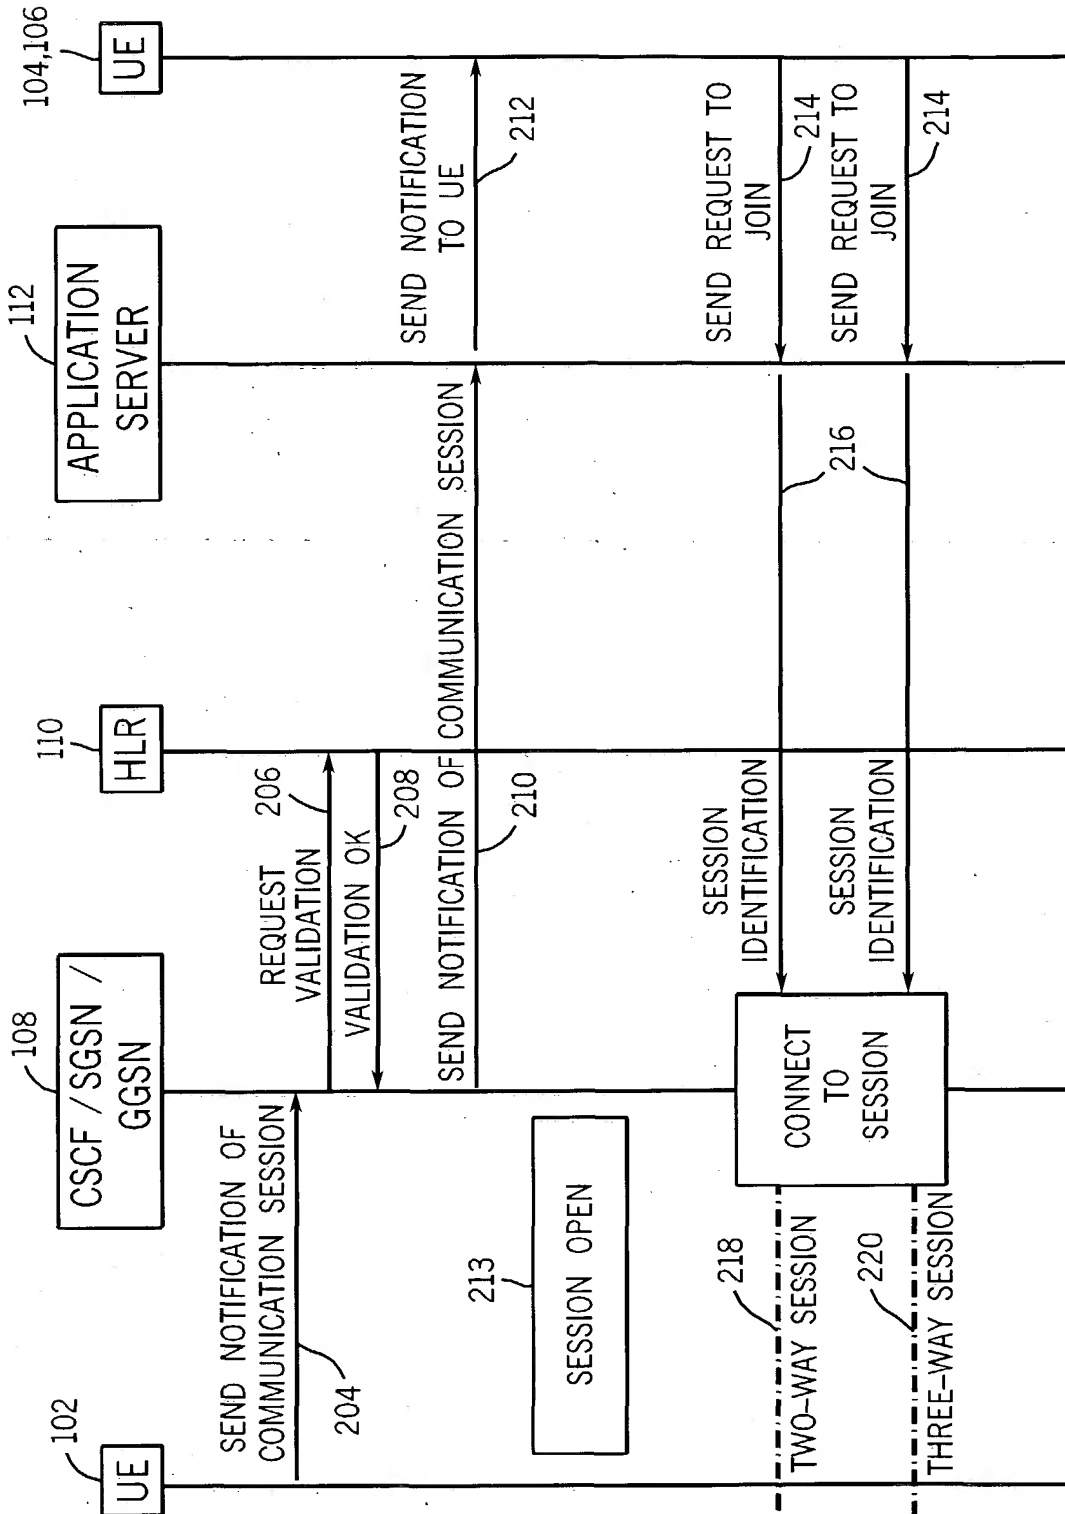 102
UE
108
CSCF / SGSN /
GGSN
110
HLR
112
APPLICATION
SERVER
104,106
UE
SEND NOTIFICATION OF
COMMUNICATION SESSION
204
REQUEST
VALIDATION
206
VALIDATION OK
208
SEND NOTIFICATION OF COMMUNICATION SESSION
210
SEND NOTIFICATION
TO UE
212
213
SESSION OPEN
SEND REQUEST TO
JOIN
214
SESSION
IDENTIFICATION
216
CONNECT
TO
SESSION
218
TWO-WAY SESSION
SEND REQUEST TO
JOIN
214
SESSION
IDENTIFICATION
220
THREE-WAY SESSION